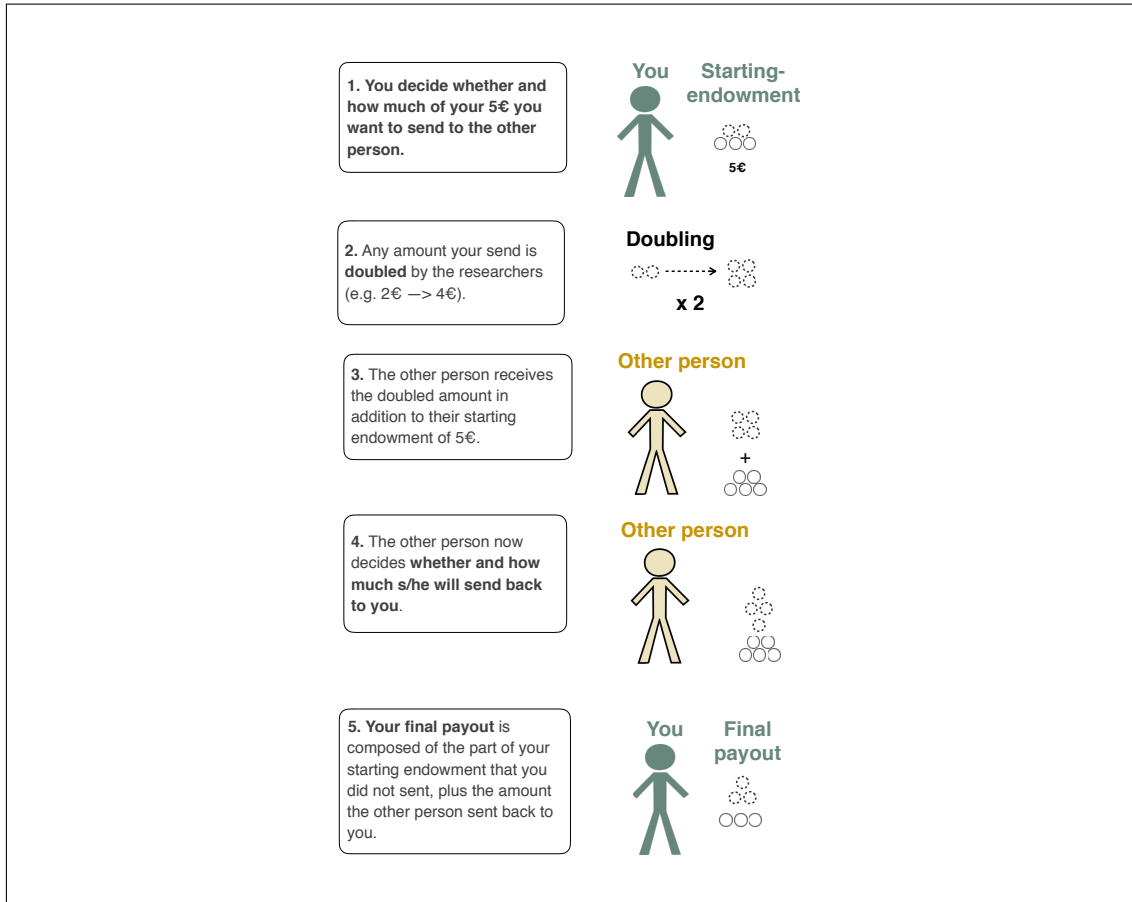 1. You decide whether and
how much of your 5€ you
want to send to the other
person.
You
Starting-
endowment
5€
2. Any amount your send is
doubled by the researchers
(e.g. 2€ —> 4€).
Doubling
x 2
3. The other person receives
the doubled amount in
addition to their starting
endowment of 5€.
Other person
+
4. The other person now
decides whether and how
much s/he will send back
to you.
Other person
5. Your final payout is
composed of the part of your
starting endowment that you
did not sent, plus the amount
the other person sent back to
you.
You
Final
payout